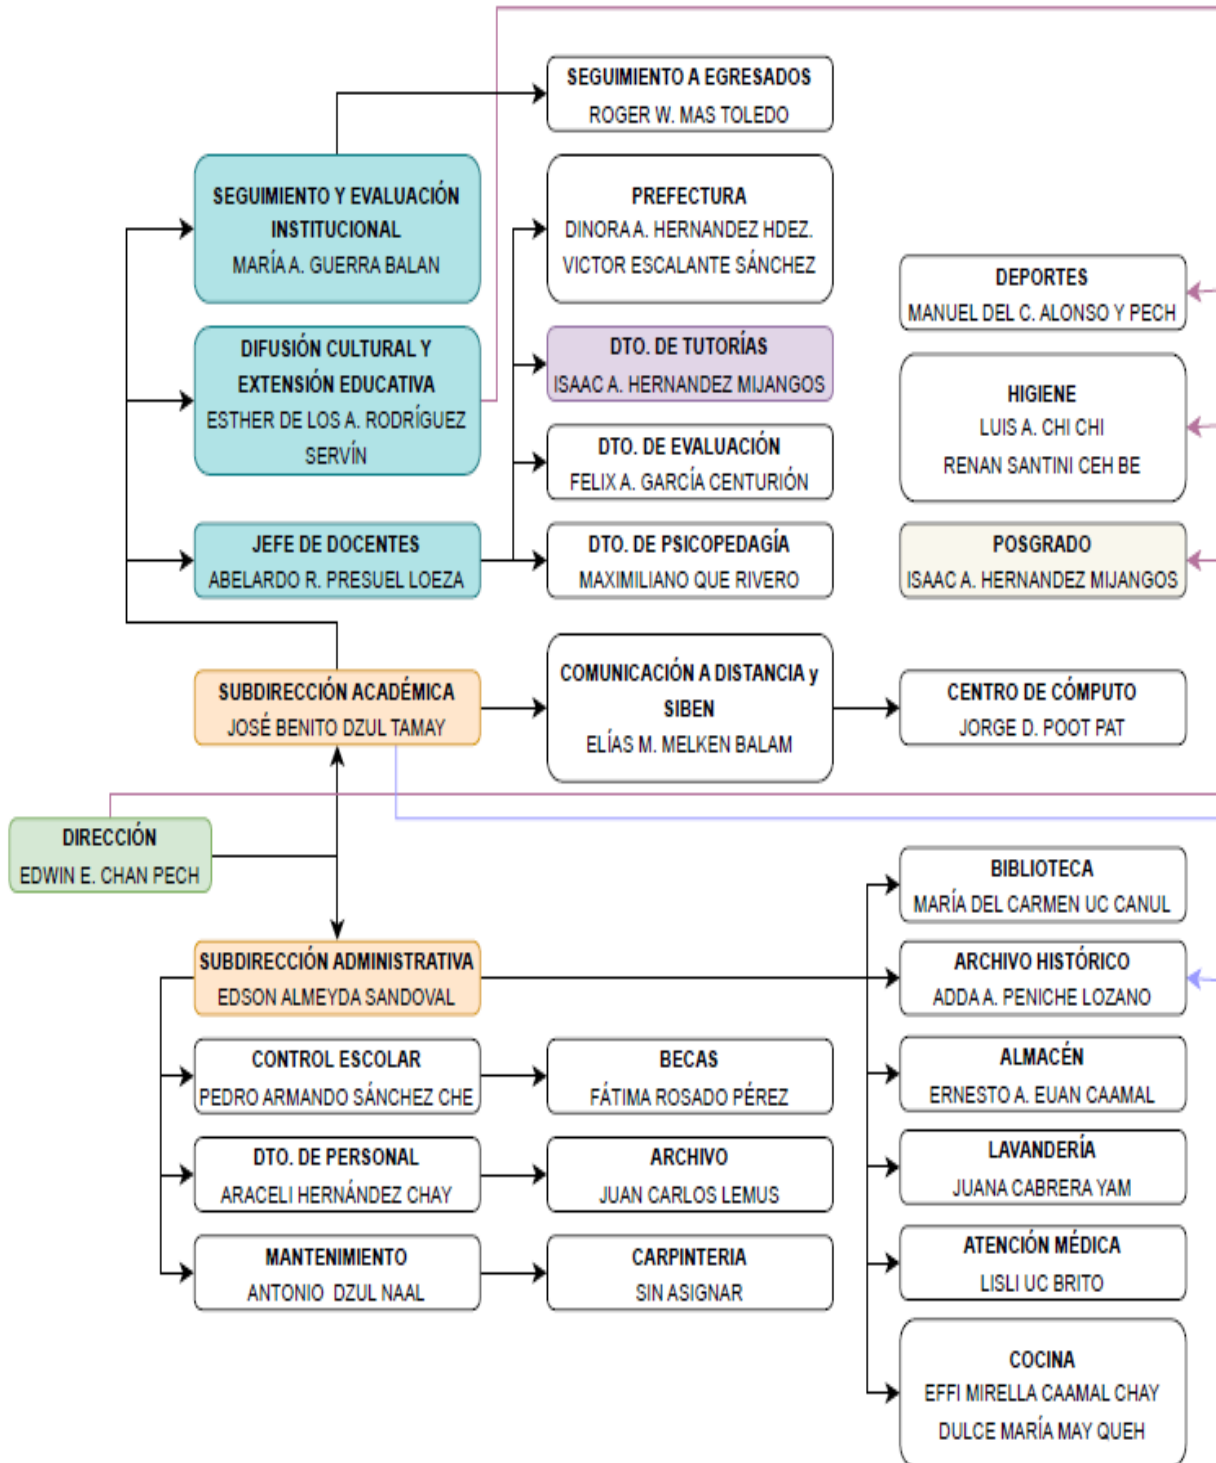 SEGUIMIENTO A EGRESADOS
ROGER W. MAS TOLEDO
SEGUIMIENTO Y EVALUACIÓN
INSTITUCIONAL
MARÍA A. GUERRA BALAN
PREFECTURA
DINORA A. HERNANDEZ HDEZ.
VICTOR ESCALANTE SÁNCHEZ
DEPORTES
MANUEL DEL C. ALONSO Y PECH
DIFUSIÓN CULTURAL Y
EXTENSIÓN EDUCATIVA
ESTHER DE LOS A. RODRÍGUEZ
SERVÍN
DTO. DE TUTORÍAS
ISAAC A. HERNANDEZ MIJANGOS
HIGIENE
LUIS A. CHI CHI
RENAN SANTINI CEH BE
DTO. DE EVALUACIÓN
FELIX A. GARCÍA CENTURIÓN
JEFE DE DOCENTES
ABELARDO R. PRESUEL LOEZA
DTO. DE PSICOPEDAGÍA
MAXIMILIANO QUE RIVERO
POSGRADO
ISAAC A. HERNANDEZ MIJANGOS
SUBDIRECCIÓN ACADÉMICA
JOSÉ BENITO DZUL TAMAY
COMUNICACIÓN A DISTANCIA y
SIBEN
ELÍAS M. MELKEN BALAM
CENTRO DE CÓMPUTO
JORGE D. POOT PAT
DIRECCIÓN
EDWIN E. CHAN PECH
BIBLIOTECA
MARÍA DEL CARMEN UC CANUL
SUBDIRECCIÓN ADMINISTRATIVA
EDSON ALMEYDA SANDOVAL
ARCHIVO HISTÓRICO
ADDA A. PENICHE LOZANO
CONTROL ESCOLAR
PEDRO ARMANDO SÁNCHEZ CHE
BECAS
FÁTIMA ROSADO PÉREZ
ALMACÉN
ERNESTO A. EUAN CAAMAL
DTO. DE PERSONAL
ARACELI HERNÁNDEZ CHAY
ARCHIVO
JUAN CARLOS LEMUS
LAVANDERÍA
JUANA CABRERA YAM
MANTENIMIENTO
ANTONIO DZUL NAAL
CARPINTERIA
SIN ASIGNAR
ATENCIÓN MÉDICA
LISLI UC BRITO
COCINA
EFFI MIRELLA CAAMAL CHAY
DULCE MARÍA MAY QUEH